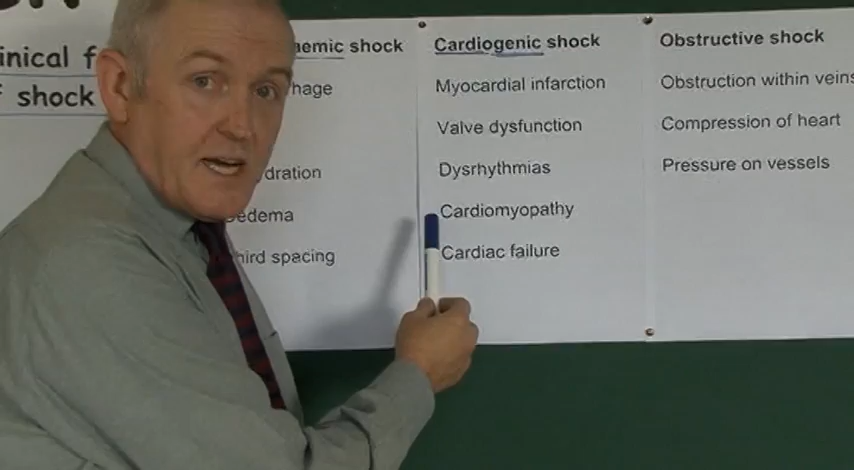 inical f
f shock
emic shock
hage
dration
edema
hird spacing
Cardiogenic shock
Myocardial infarction
Valve dysfunction
Dysrhythmias
Cardiomyopathy
Cardiac failure
Obstructive shock
Obstruction within veins
Compression of heart
Pressure on vessels